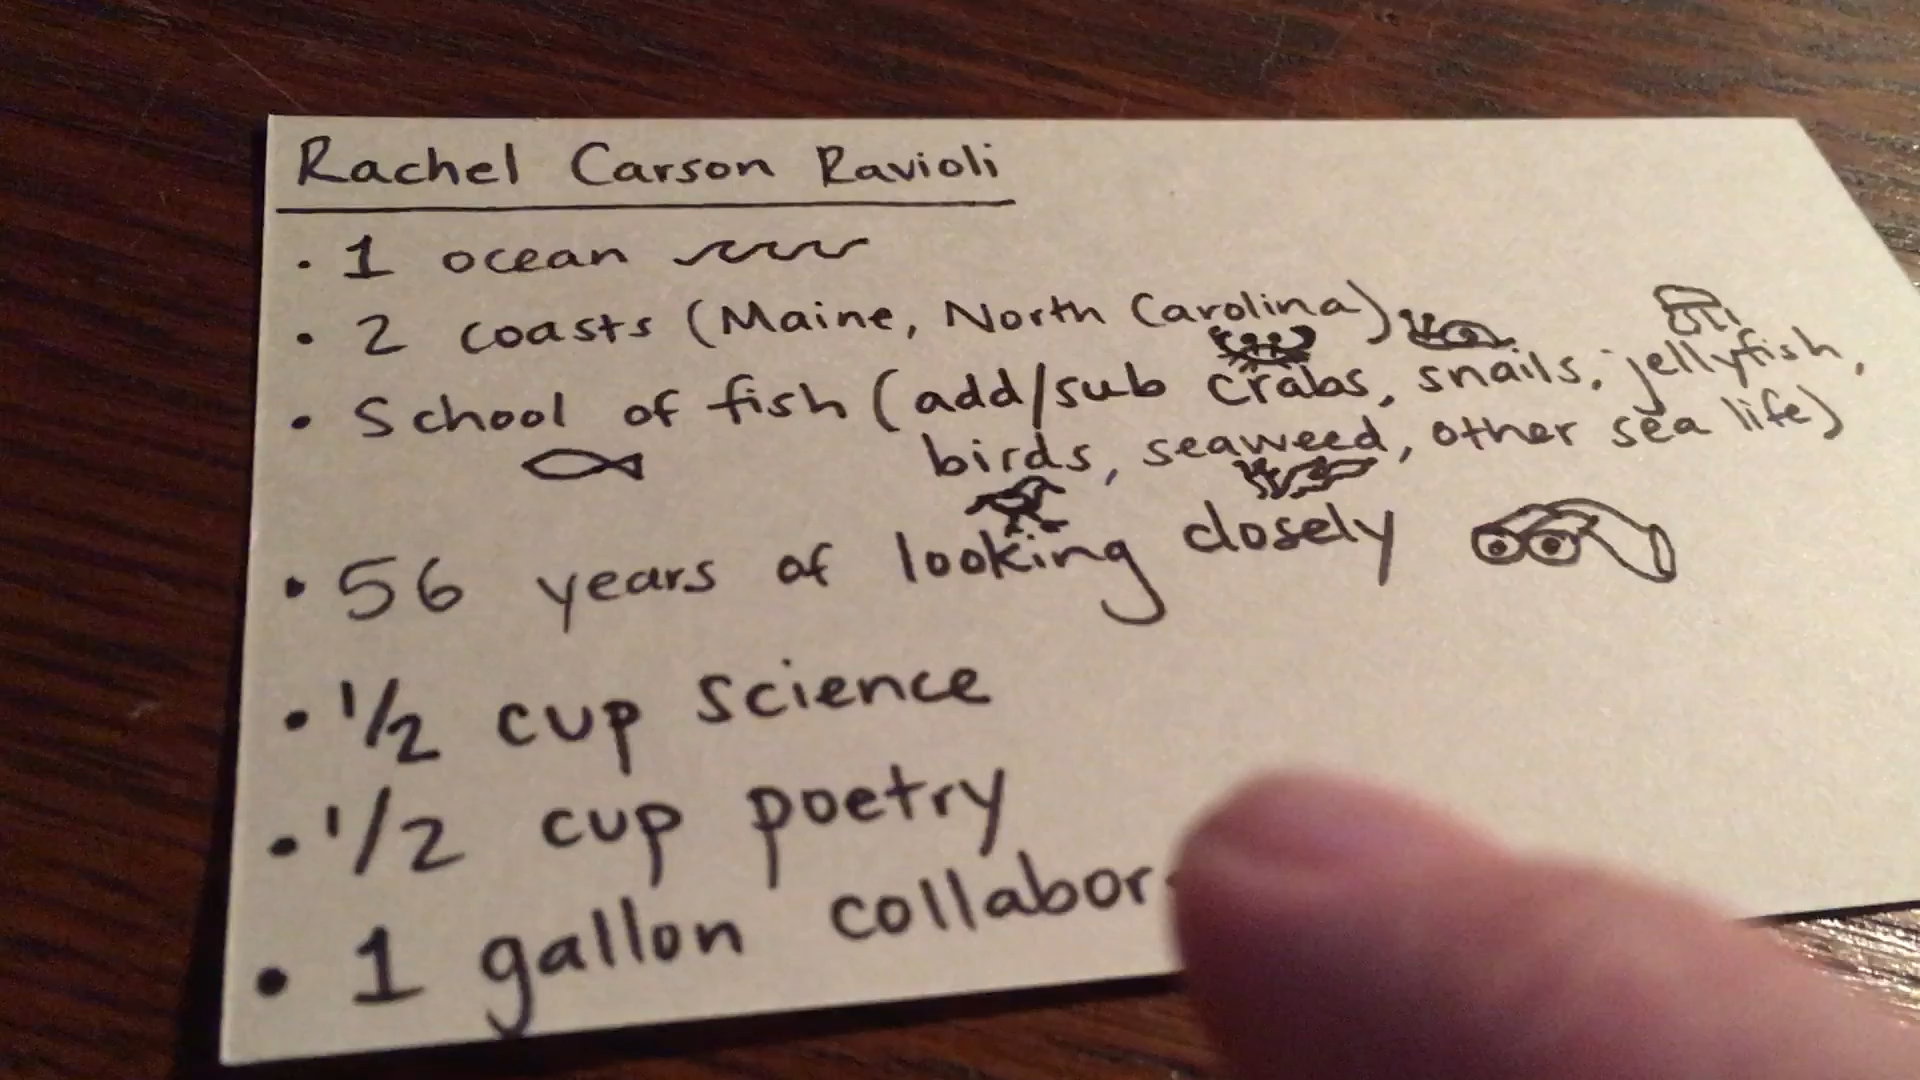 Rachel Carson Ravioli
• 1 ocean
• 2 coasts (Maine, North Carolina)
• School of fish (add/sub crabs, snails, jellyfish,
birds, seaweed, other sea life)
• 56 years of looking closely
• 1/2 cup science
• 1/2 cup poetry
• 1 gallon collabor